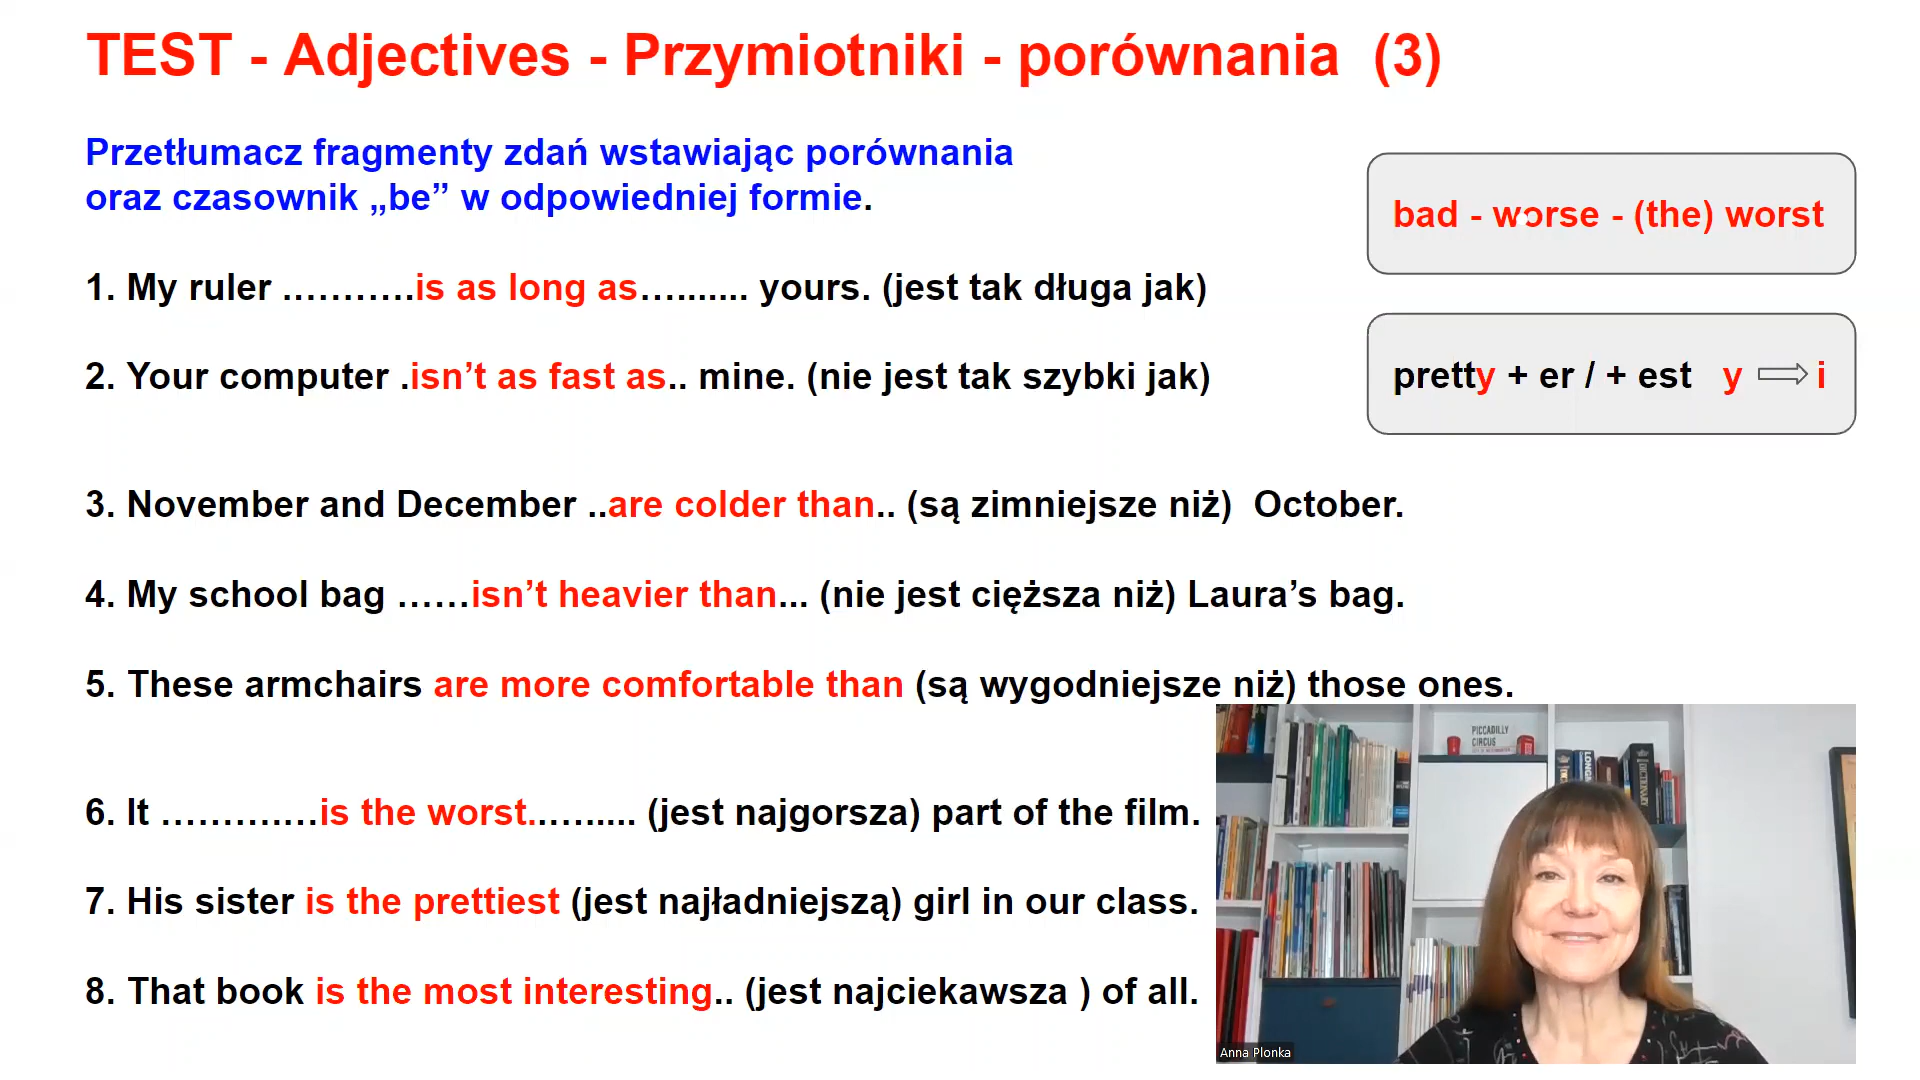 TEST - Adjectives - Przymiotniki - porównania (3)
Przetłumacz fragmenty zdań wstawiając porównania
oraz czasownik „be” w odpowiedniej formie.
bad - worse - (the) worst
1. My ruler ………..is as long as…....... yours. (jest tak długa jak)
2. Your computer .isn’t as fast as.. mine. (nie jest tak szybki jak)
pretty + er / + est y ⇨ i
3. November and December ..are colder than.. (są zimniejsze niż) October.
4. My school bag ……isn’t heavier than... (nie jest cięższa niż) Laura’s bag.
5. These armchairs are more comfortable than (są wygodniejsze niż) those ones.
6. It ………….is the worst..…..... (jest najgorsza) part of the film.
7. His sister is the prettiest (jest najładniejszą) girl in our class.
8. That book is the most interesting.. (jest najciekawsza ) of all.
PICCADILLY
CIRCUS
DICTIONARY
Anna Plonka